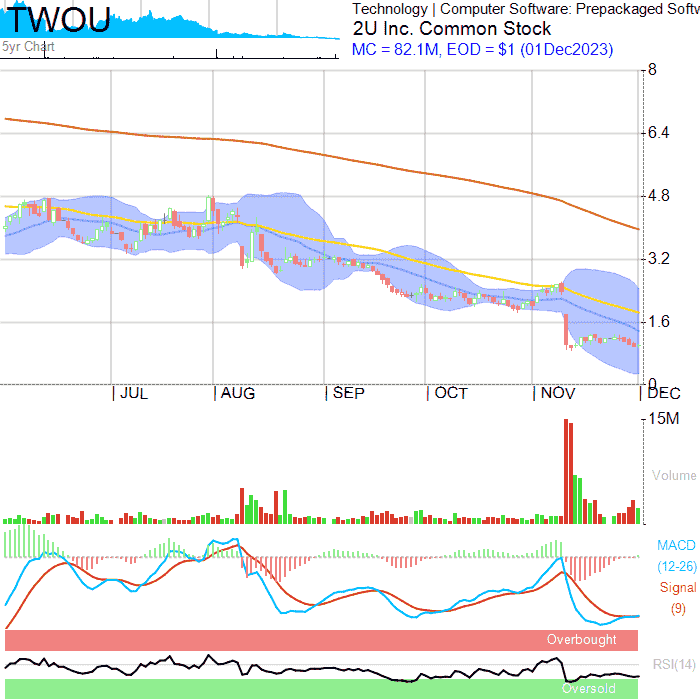 TWOU
5yr Chart
Technology | Computer Software: Prepackaged Softw
2U Inc. Common Stock
MC = 82.1M, EOD = $1 (01Dec2023)
8
6.4
4.8
3.2
1.6
0
JUL AUG SEP OCT NOV DEC
15M
Volume
MACD
(12-26)
Signal
(9)
Overbought
RSI(14)
Oversold